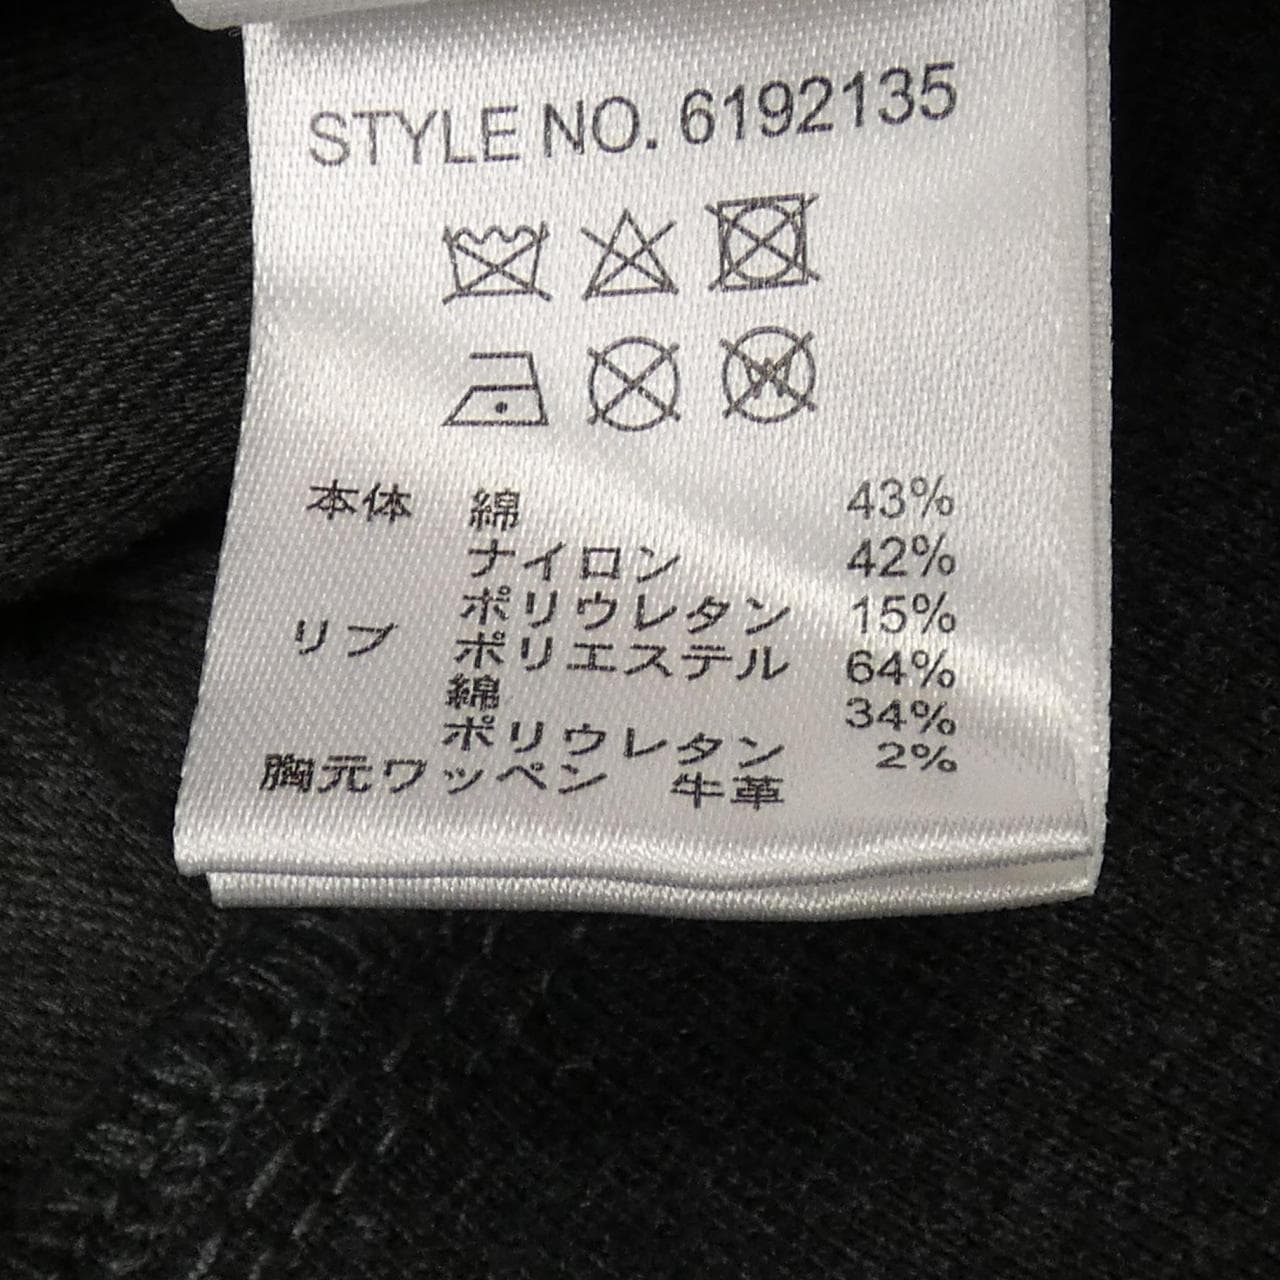 STYLE NO. 6192135
本体 綿 43%
ナイロン 42%
ポリウレタン 15%
リブ ポリエステル 64%
綿 34%
ポリウレタン 2%
胸元ワッペン 牛革